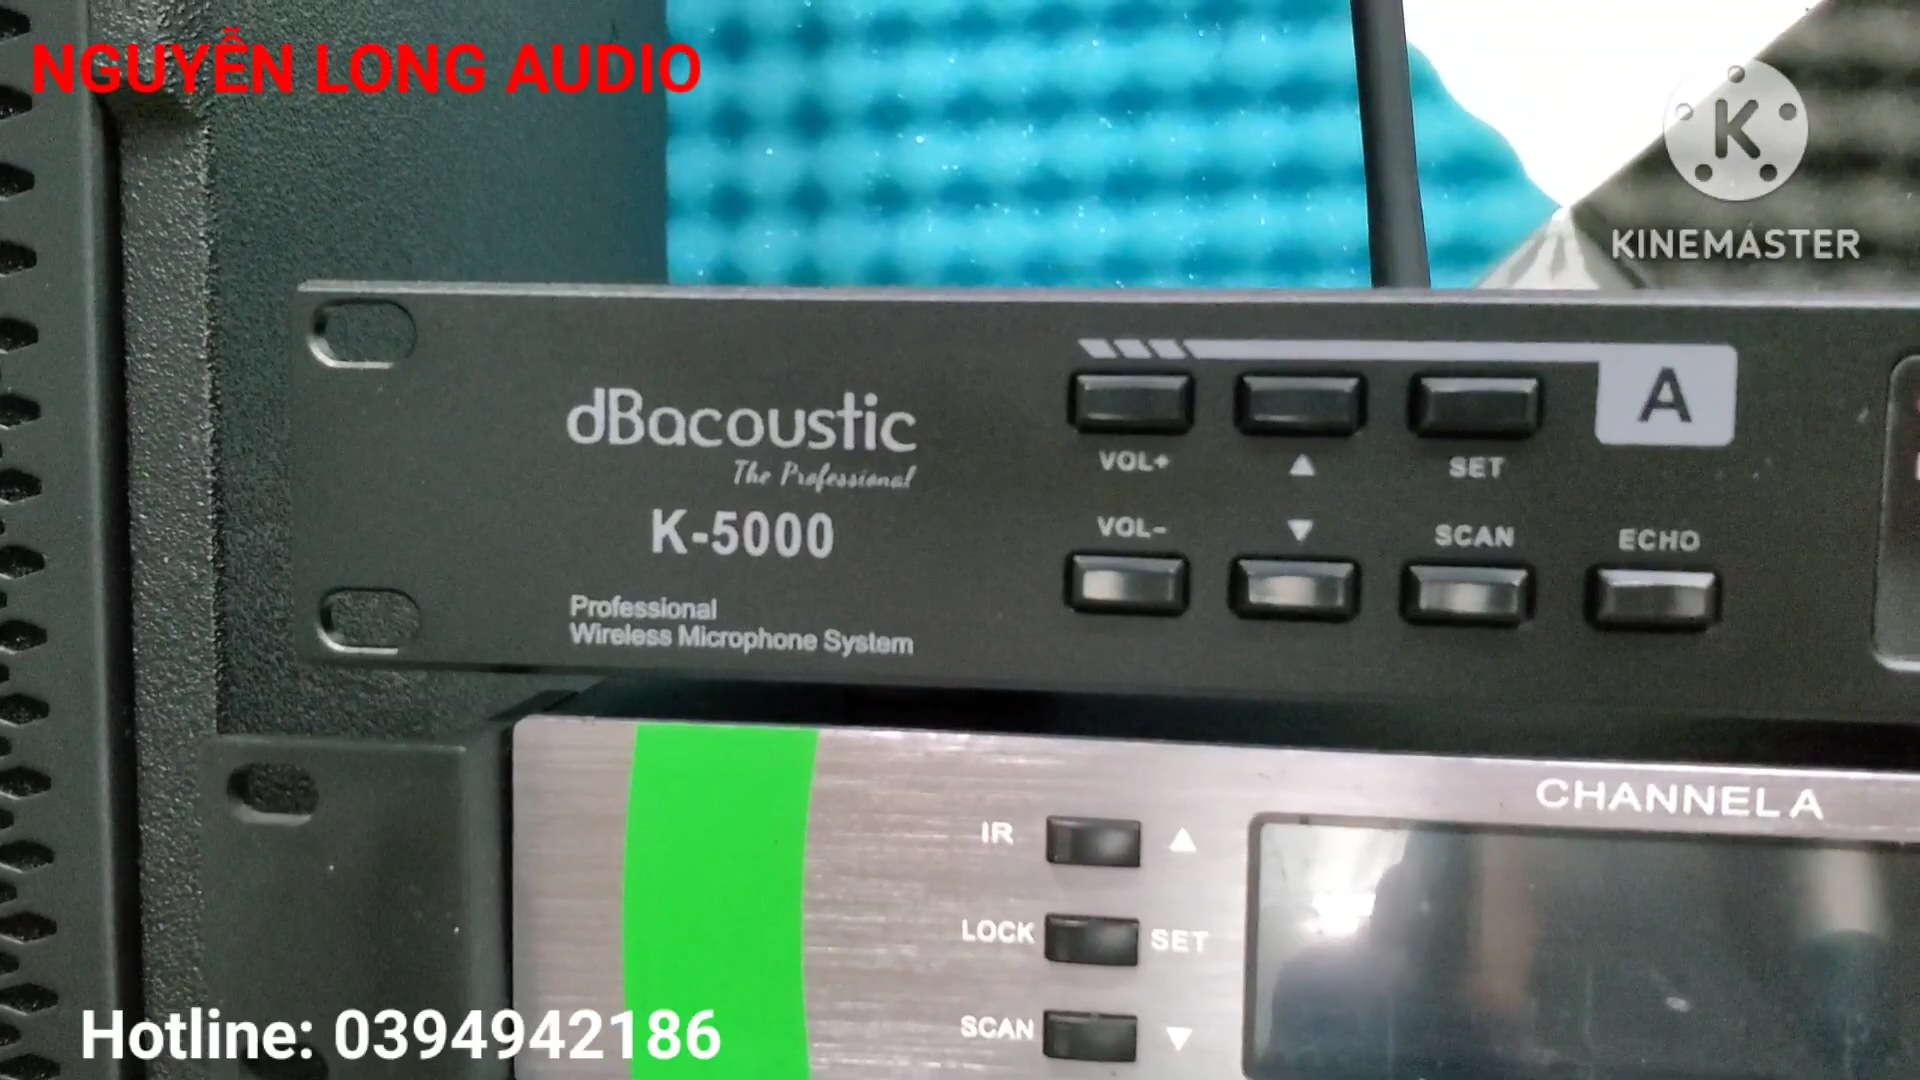 NGUYỄN LONG AUDIO
K
KINEMASTER
dBacoustic
The Professional
K-5000
Professional
Wireless Microphone System
A
VOL+ ▲ SET
VOL- ▼ SCAN ECHO
CHANNEL A
IR ▲
LOCK SET
SCAN ▼
Hotline: 0394942186